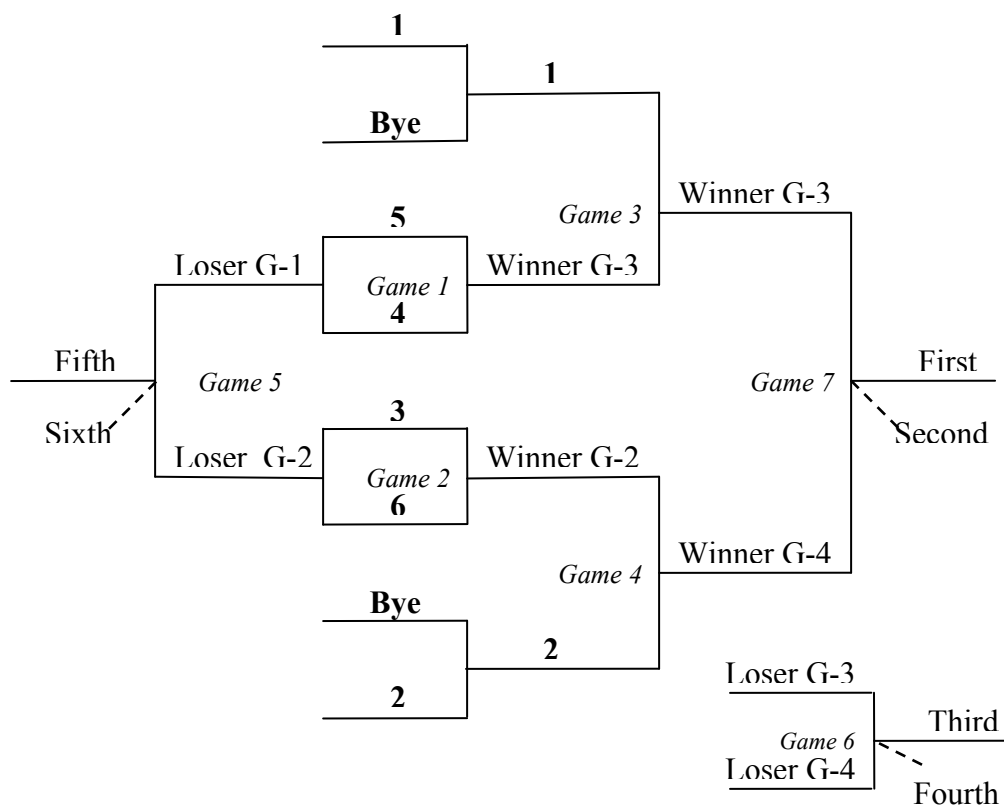 1
1
Bye
Winner G-3
5
Game 3
Loser G-1
Game 1
Winner G-3
4
Fifth
Game 5
Game 7
First
Sixth
3
Second
Loser G-2
Game 2
Winner G-2
6
Winner G-4
Game 4
Bye
2
2
Loser G-3
Third
Game 6
Loser G-4
Fourth